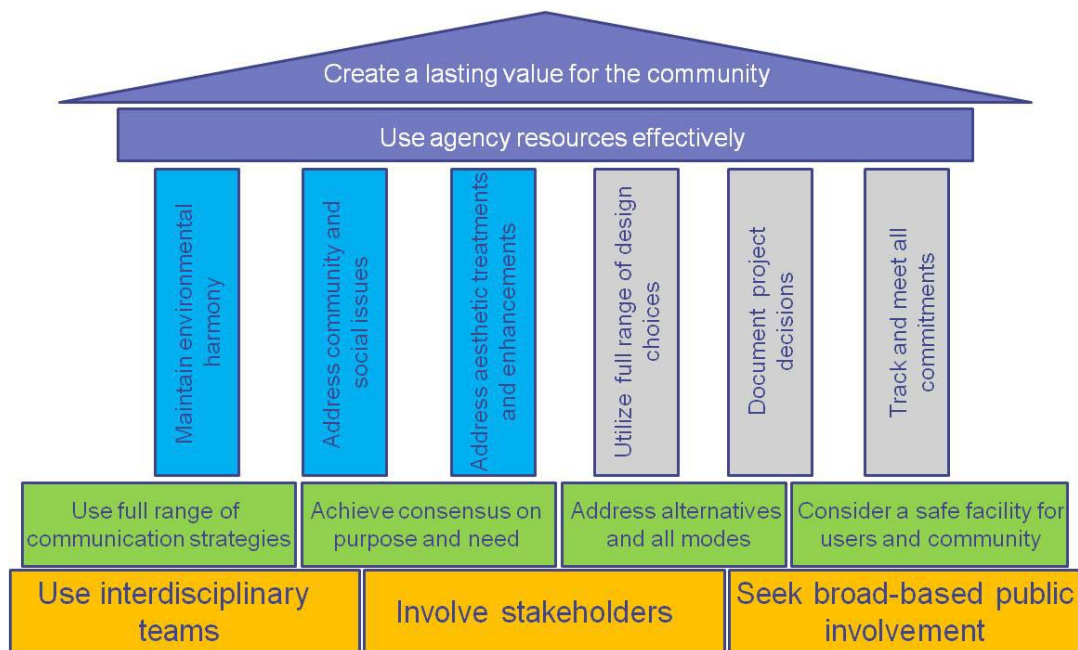 Create a lasting value for the community
Use agency resources effectively
Maintain environmental
harmony
Address community and
social issues
Address aesthetic treatments
and enhancements
Utilize full range of design
choices
Document project
decisions
Track and meet all
commitments
Use full range of
communication strategies
Achieve consensus on
purpose and need
Address alternatives
and all modes
Consider a safe facility for
users and community
Use interdisciplinary
teams
Involve stakeholders
Seek broad-based public
involvement